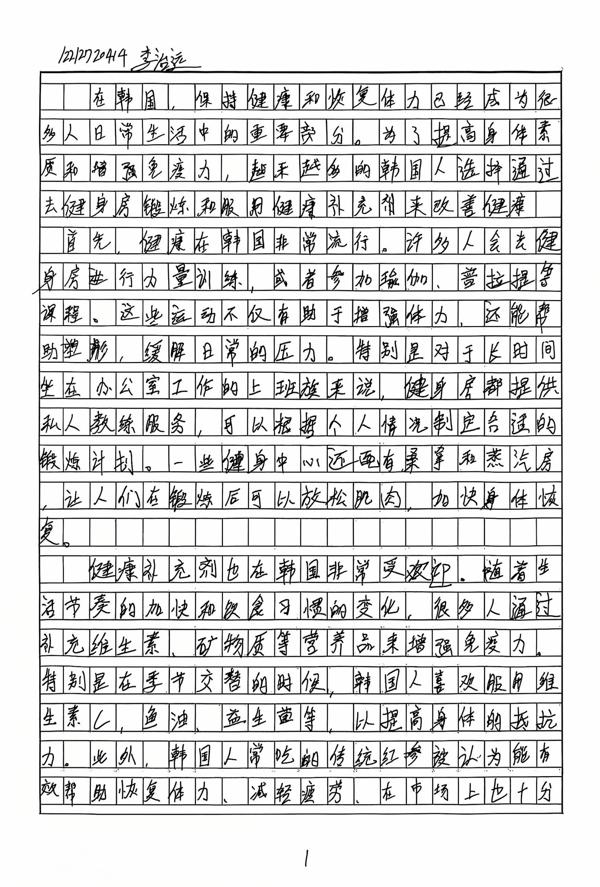 122720414 李治远
在韩国，保持健康和恢复体力已经成为很
多人日常生活中的重要部分。为了提高身体素
质和增强免疫力，越来越多的韩国人选择通过
去健身房锻炼和服用健康补充剂来改善健康
首先，健康在韩国非常流行。许多人会去健
身房进行力量训练，或者参加瑜伽、普拉提等
课程。这些运动不仅有助于增强体力，还能帮
助塑形，缓解日常的压力。特别是对于长时间
坐在办公室工作的上班族来说，健身房都提供
私人教练服务，可以根据个人情况制定合适的
锻炼计划。一些健身中心还配有桑拿和蒸汽房
，让人们在锻炼后可以放松肌肉，加快身体恢
复。
健康补充剂也在韩国非常受欢迎。随着生
活节奏的加快和饮食习惯的变化，很多人通过
补充维生素、矿物质等营养品来增强免疫力。
特别是在季节交替的时候，韩国人喜欢服用维
生素C，鱼油、益生菌等，以提高身体的抵抗
力。此外，韩国人常吃的传统红参被认为能有
效帮助恢复体力、减轻疲劳、在市场上也十分
1